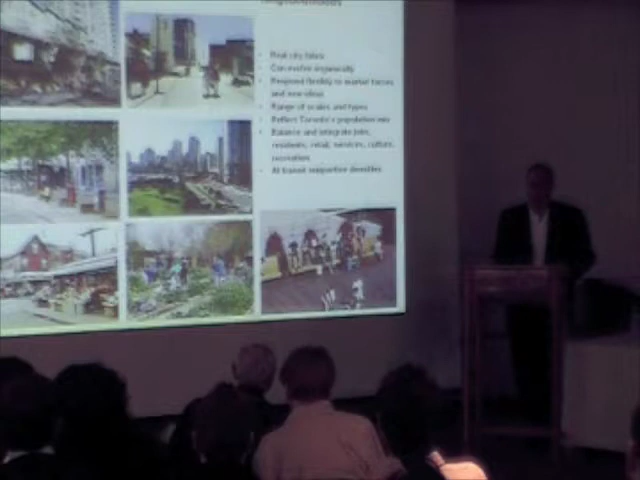 Real city fabric
Can evolve organically
Respond flexibly to market forces
and new ideas
Range of scales and types
Reflect Toronto's population mix
Balance and integrate jobs,
residents, retail, services, culture,
recreation
At transit supportive densities